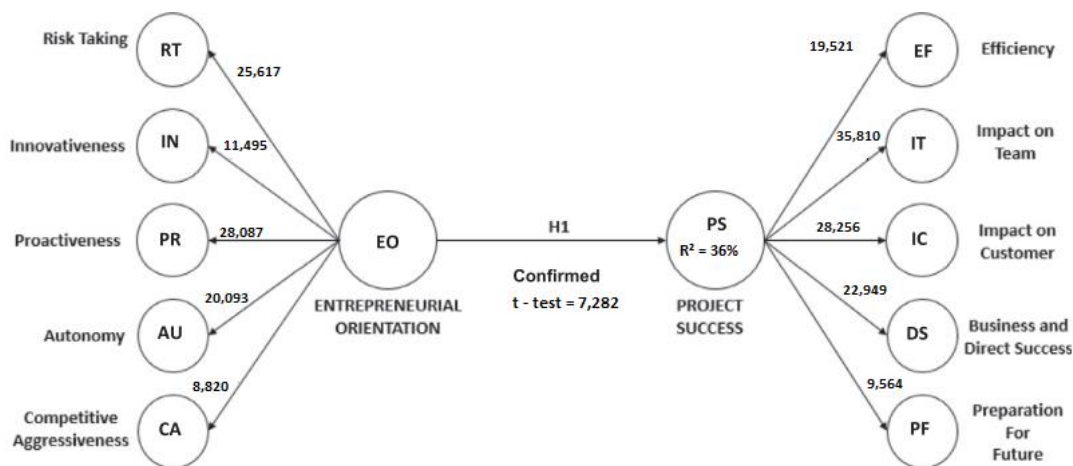 Risk Taking
RT
25,617
Innovativeness
IN
11,495
Proactiveness
PR
28,087
Autonomy
AU
20,093
Competitive
Aggressiveness
CA
8,820
EO
ENTREPRENEURIAL
ORIENTATION
H1
Confirmed
t - test = 7,282
PS
R² = 36%
PROJECT
SUCCESS
19,521
EF
Efficiency
35,810
IT
Impact on
Team
28,256
IC
Impact on
Customer
22,949
DS
Business and
Direct Success
9,564
PF
Preparation
For
Future